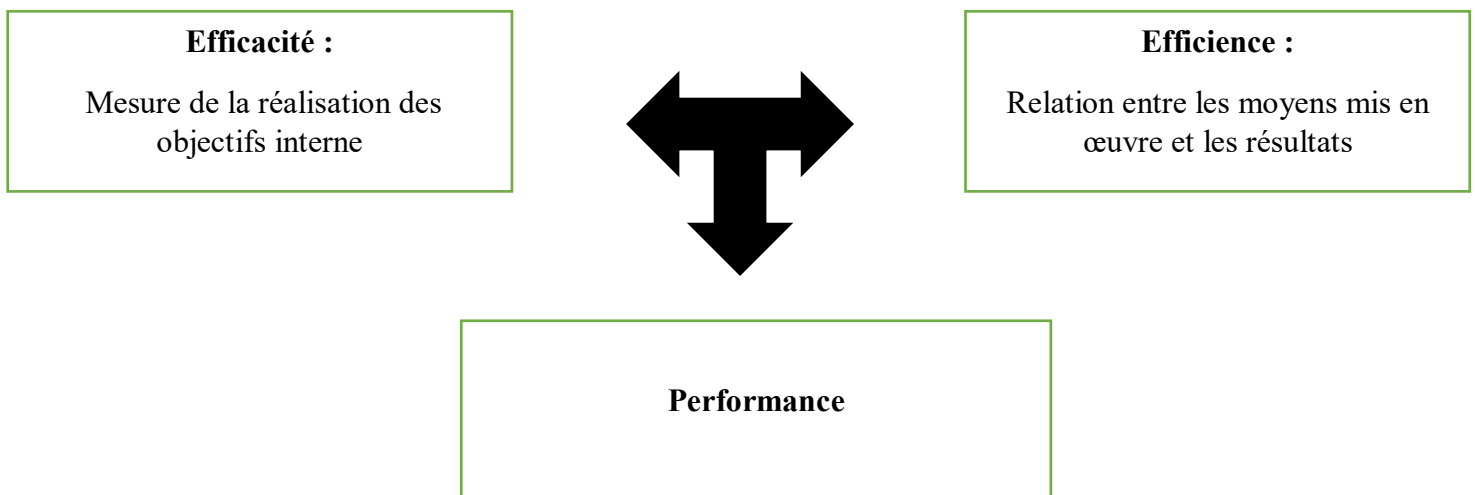 Efficacité :
Mesure de la réalisation des
objectifs interne
Efficience :
Relation entre les moyens mis en
œuvre et les résultats
Performance